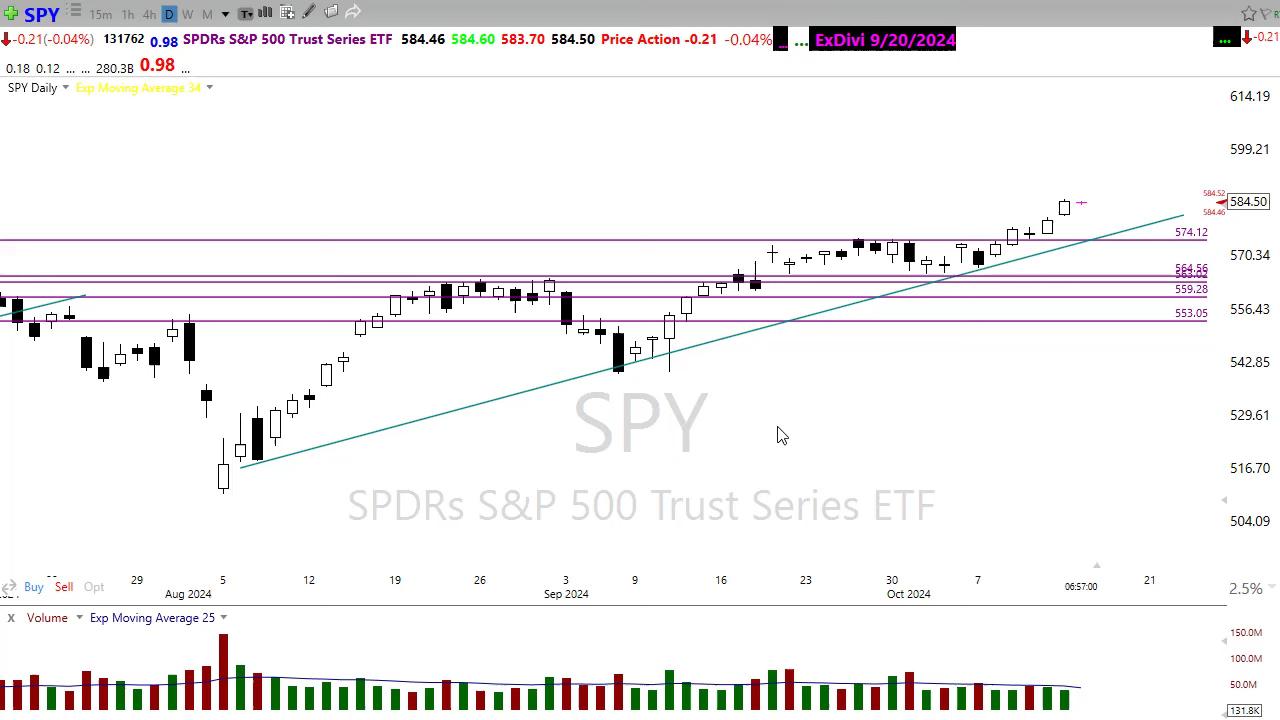 SPY 15m 1h 4h D W M T
-0.21(-0.04%) 131762 0.98 SPDRs S&P 500 Trust Series ETF 584.46 584.60 583.70 584.50 Price Action -0.21 -0.04% ... ExDivi 9/20/2024 ... -0.21
0.18 0.12 ... ... 280.3B 0.98 ...
SPY Daily Exp Moving Average 34
614.19
599.21
584.52
584.50
584.46
574.12
570.34
564.56
563.02
559.28
556.43
553.05
542.85
529.61
516.70
504.09
SPY
SPDRs S&P 500 Trust Series ETF
29 5 12 19 26 3 9 16 23 30 7 21
Buy Sell Opt 06:57:00 2.5%
Aug 2024 Sep 2024 Oct 2024
X Volume Exp Moving Average 25
150.0M
100.0M
50.0M
131.8K